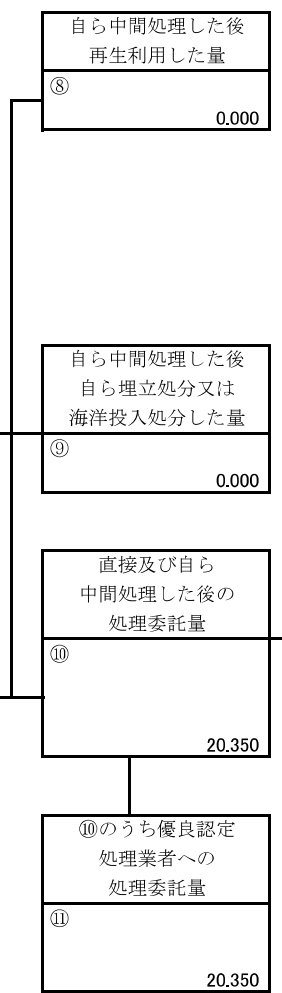 自ら中間処理した後
再生利用した量
⑧
0.000
自ら中間処理した後
自ら埋立処分又は
海洋投入処分した量
⑨
0.000
直接及び自ら
中間処理した後の
処理委託量
⑩
20.350
⑩のうち優良認定
処理業者への
処理委託量
⑪
20.350